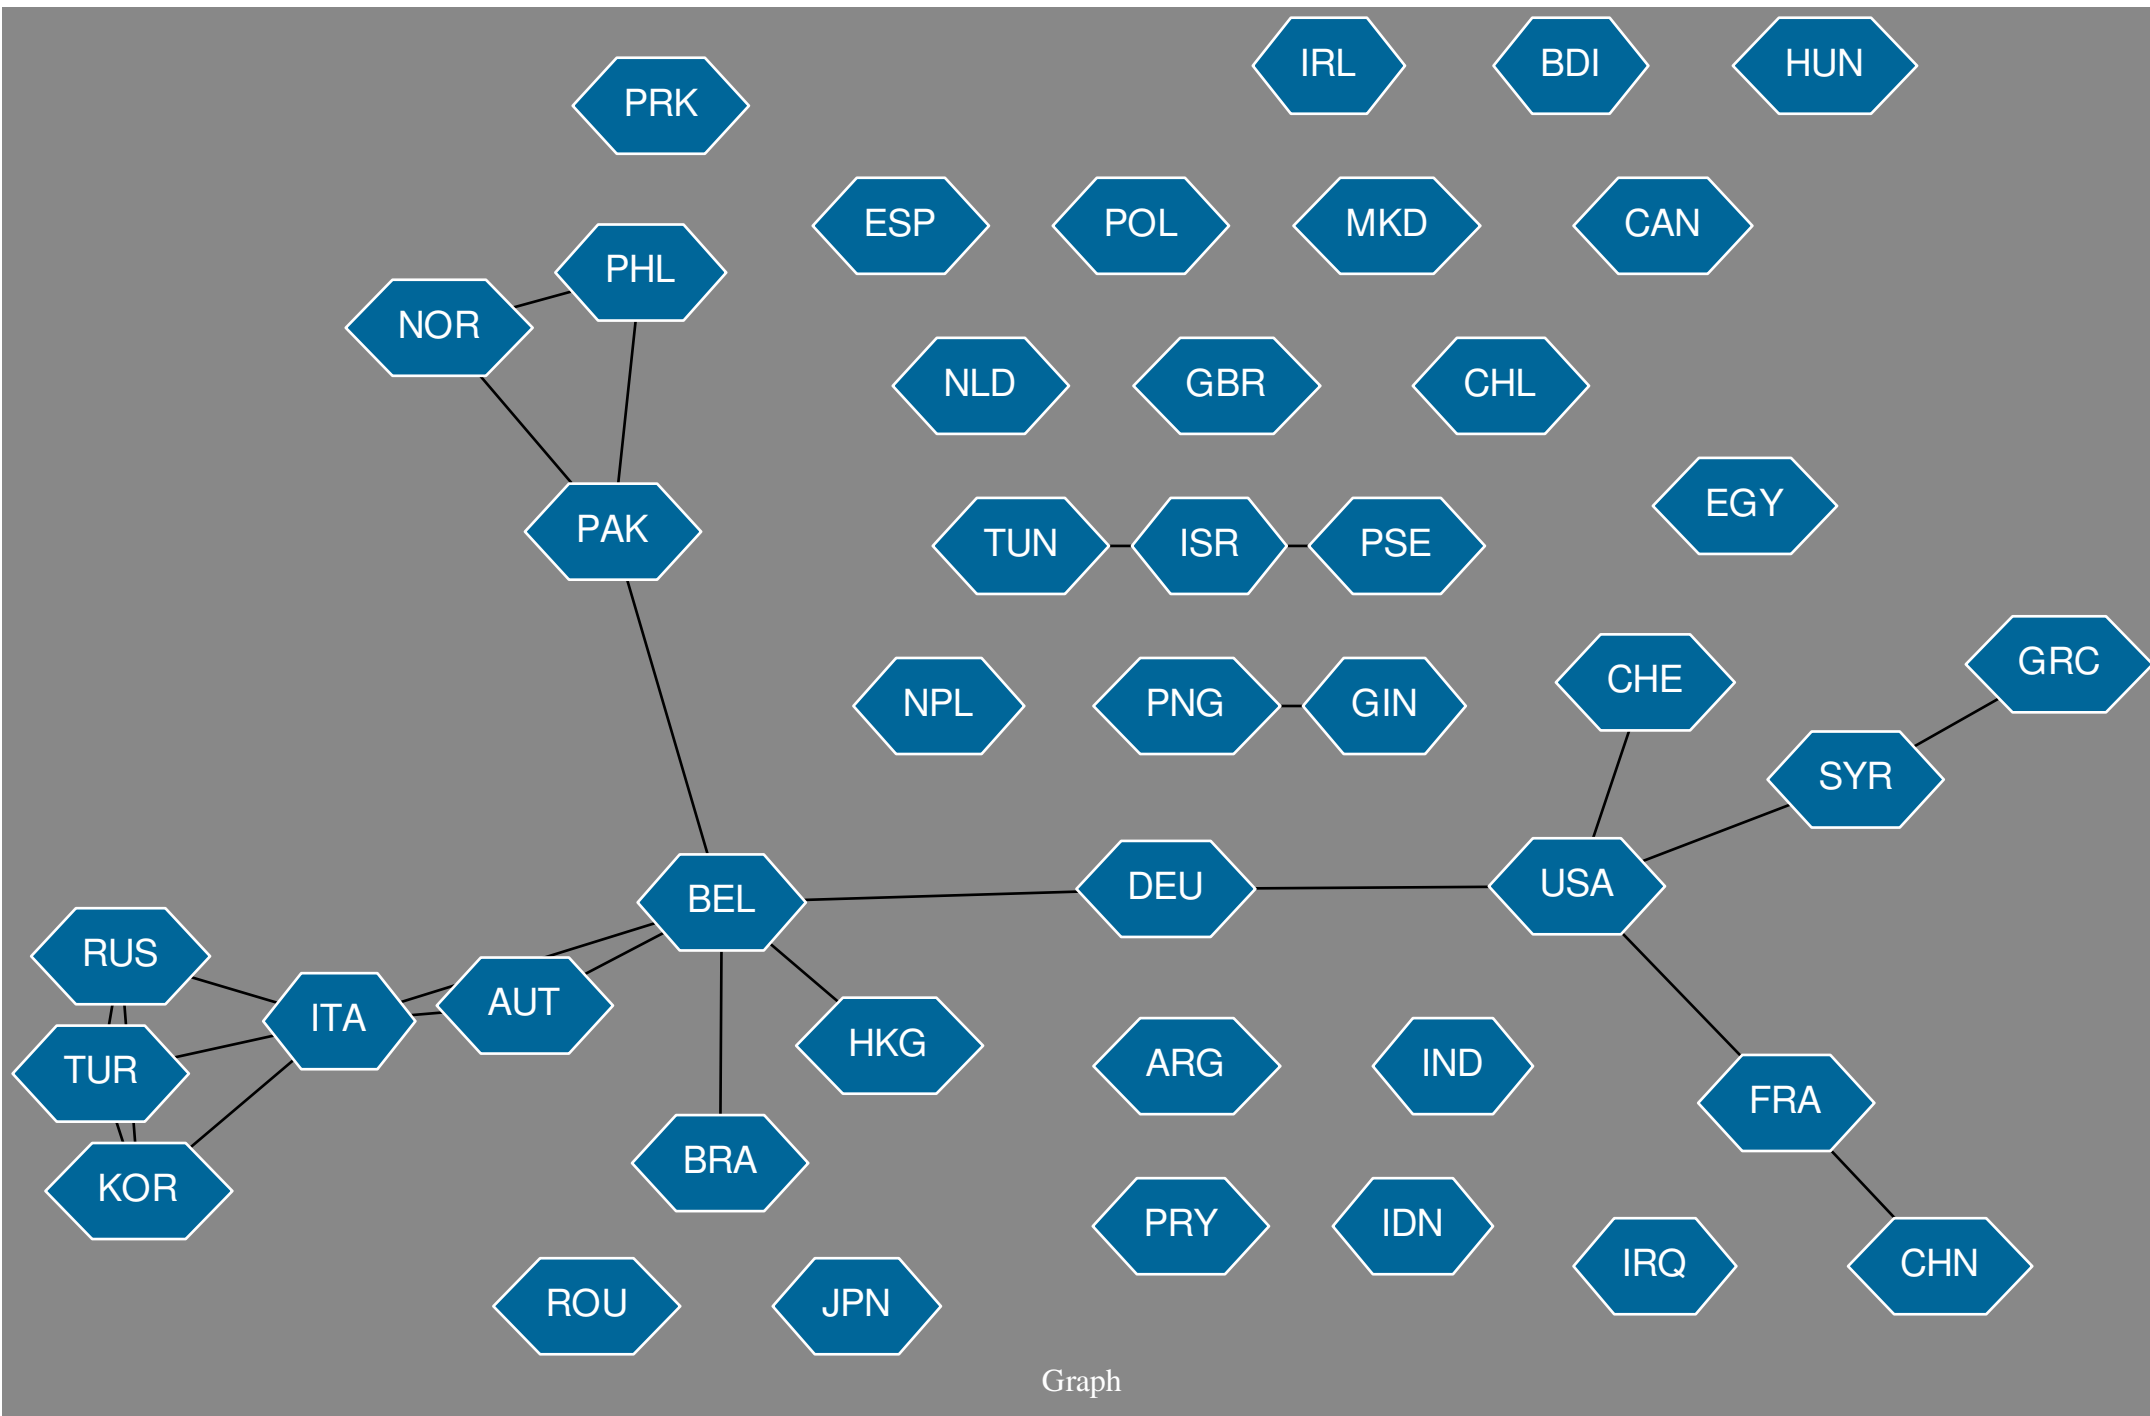 IRL
BDI
HUN
PRK
ESP
POL
MKD
CAN
PHL
NOR
NLD
GBR
CHL
EGY
PAK
TUN
ISR
PSE
GRC
CHE
NPL
PNG
GIN
SYR
BEL
DEU
USA
RUS
ITA
AUT
HKG
ARG
IND
TUR
FRA
BRA
KOR
PRY
IDN
IRQ
CHN
ROU
JPN
Graph